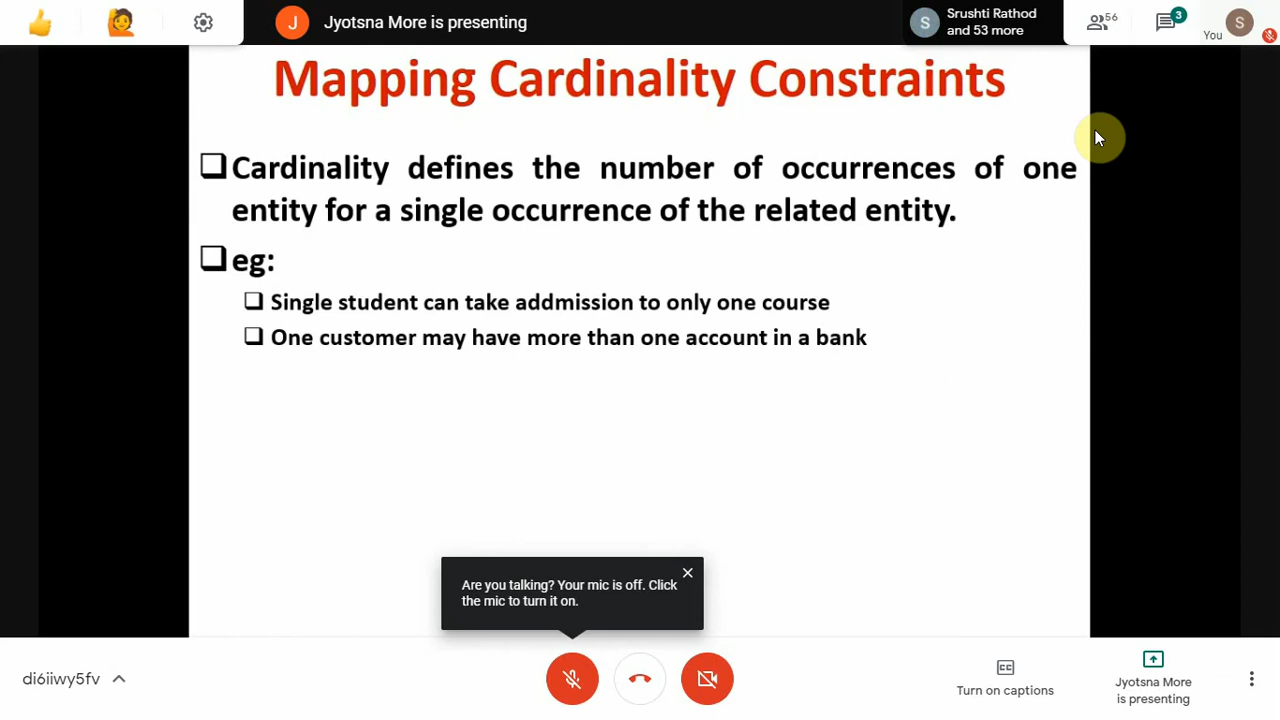 J Jyotsna More is presenting
S Srushti Rathod
and 53 more
56
3
You S
Mapping Cardinality Constraints
Cardinality defines the number of occurrences of one
entity for a single occurrence of the related entity.
eg:
Single student can take addmission to only one course
One customer may have more than one account in a bank
Are you talking? Your mic is off. Click
the mic to turn it on.
di6iiwy5fv
CC
Turn on captions
Jyotsna More
is presenting